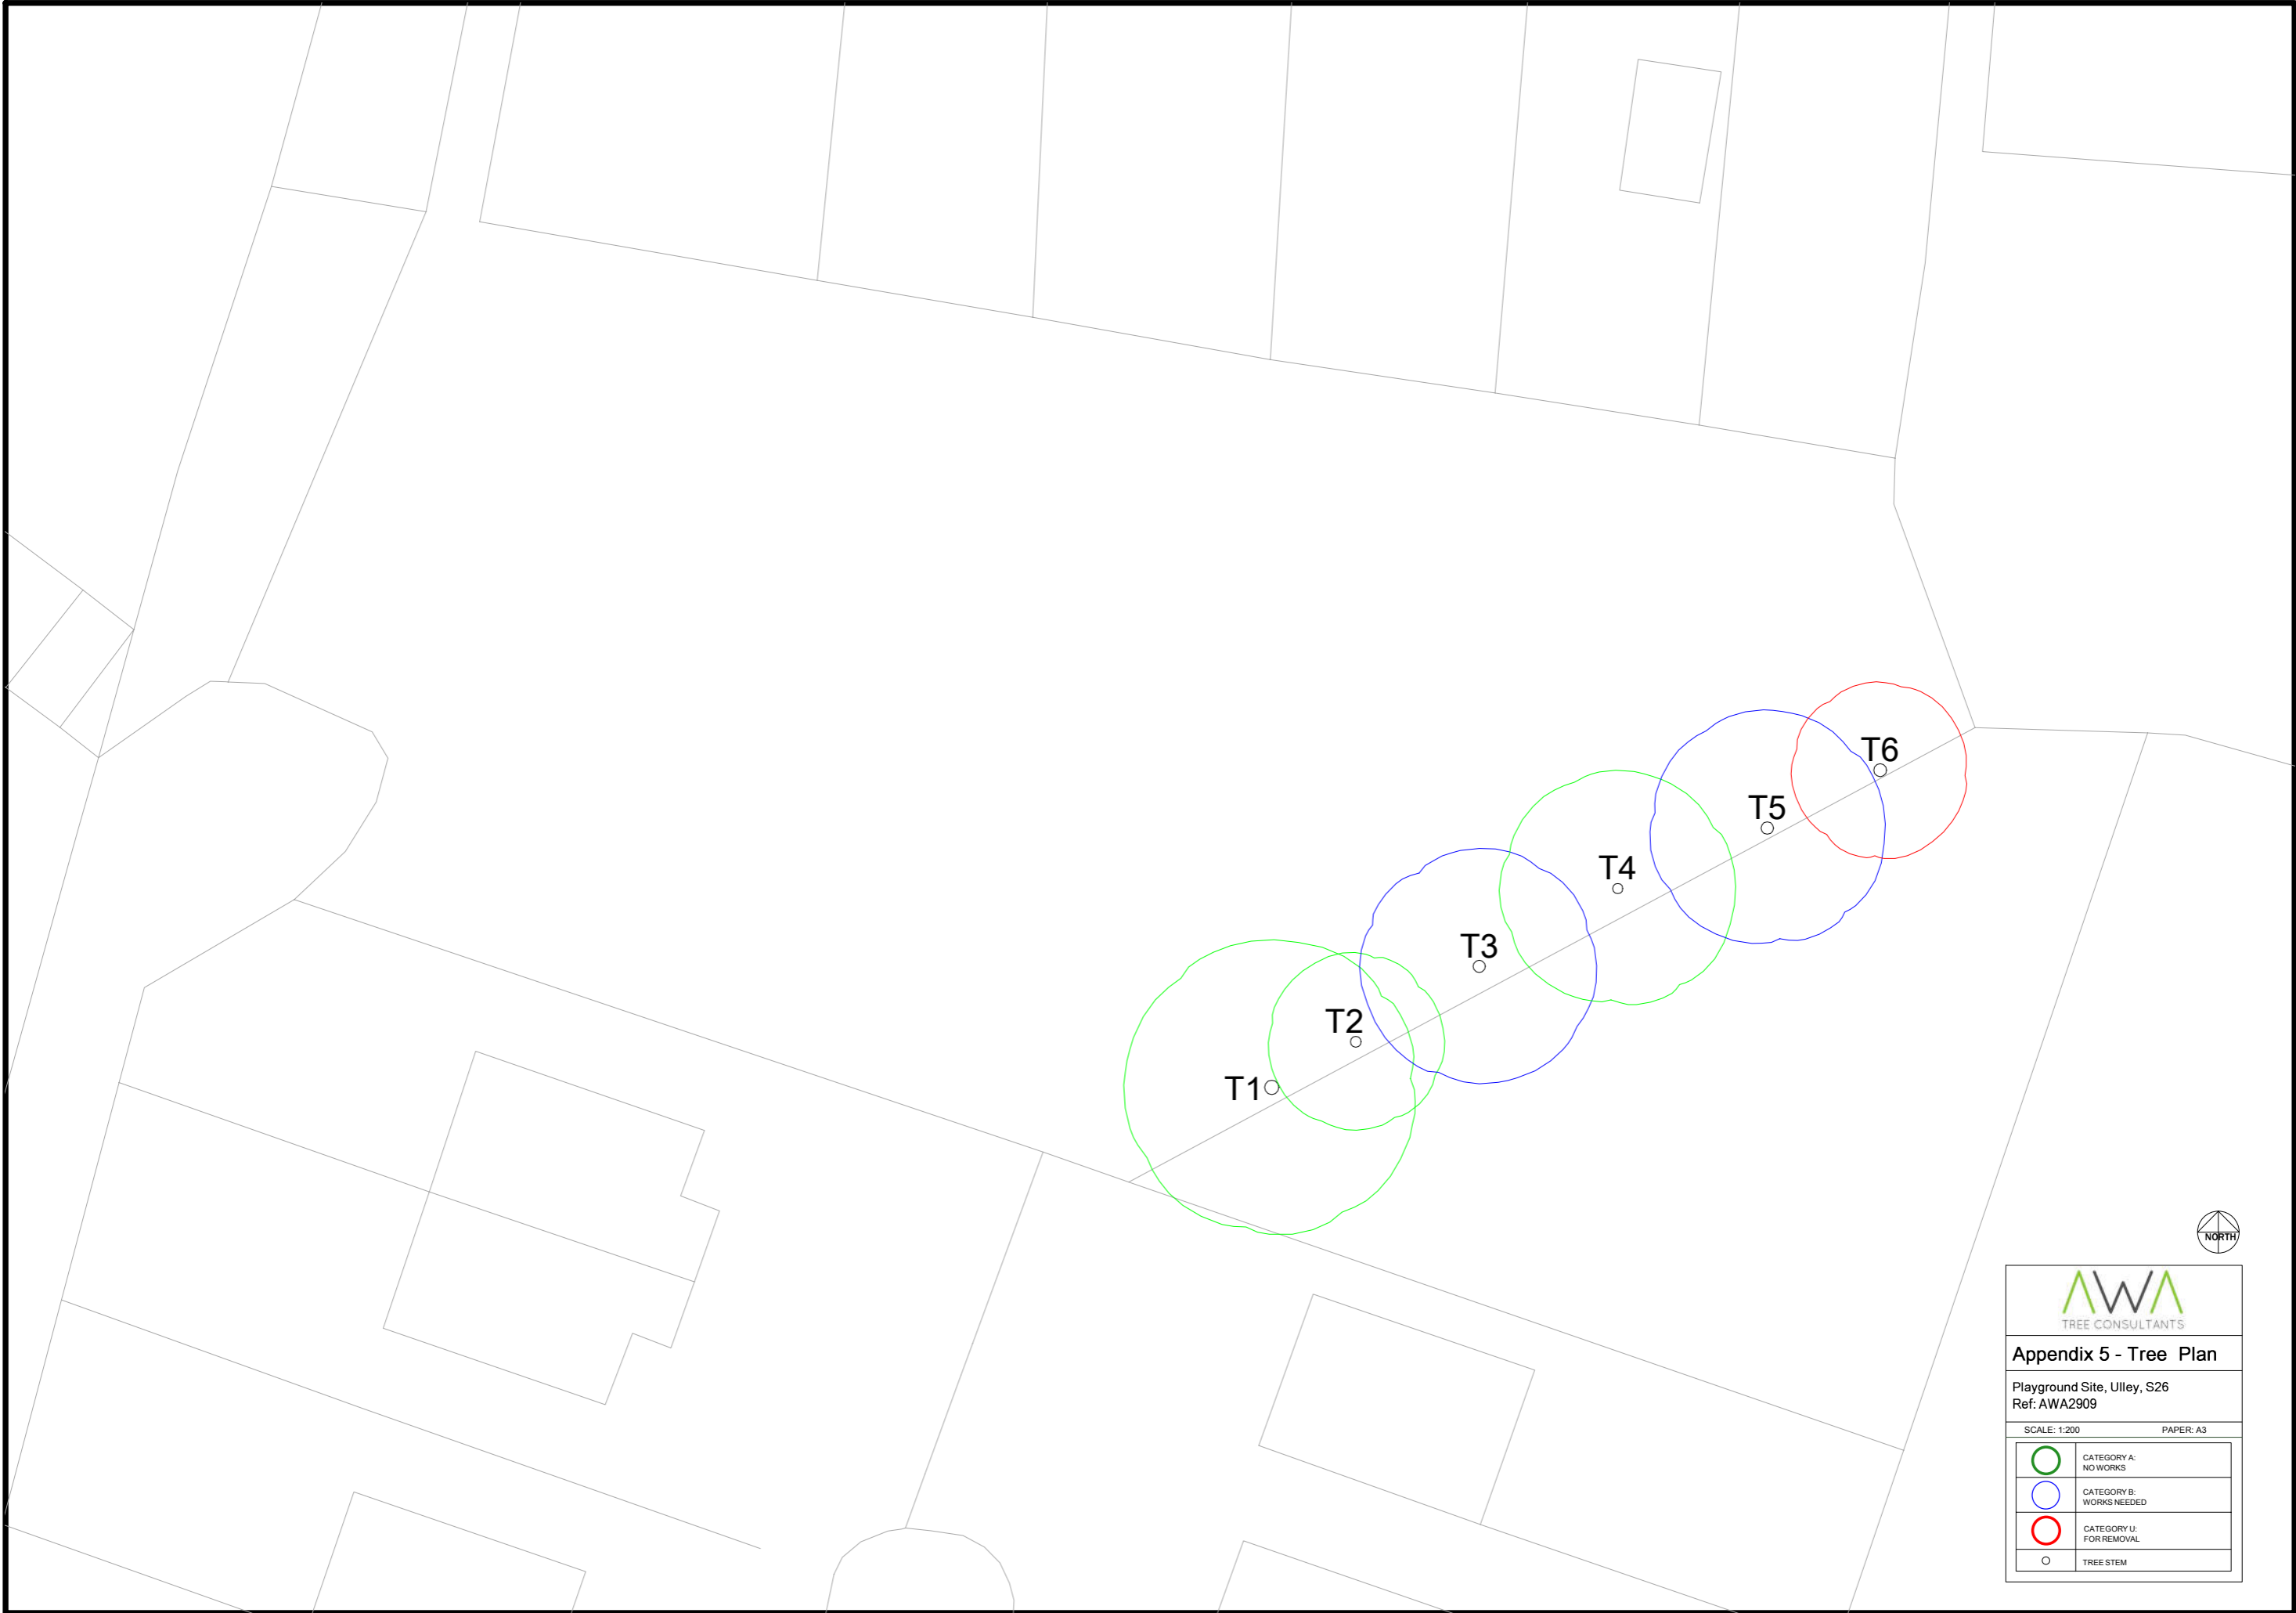 T6
T5
T4
T3
T2
T1
NORTH
AWA
TREE CONSULTANTS
Appendix 5 - Tree Plan
Playground Site, Ulley, S26
Ref: AWA2909
SCALE: 1:200 PAPER: A3
CATEGORY A:
NO WORKS
CATEGORY B:
WORKS NEEDED
CATEGORY U:
FOR REMOVAL
TREE STEM